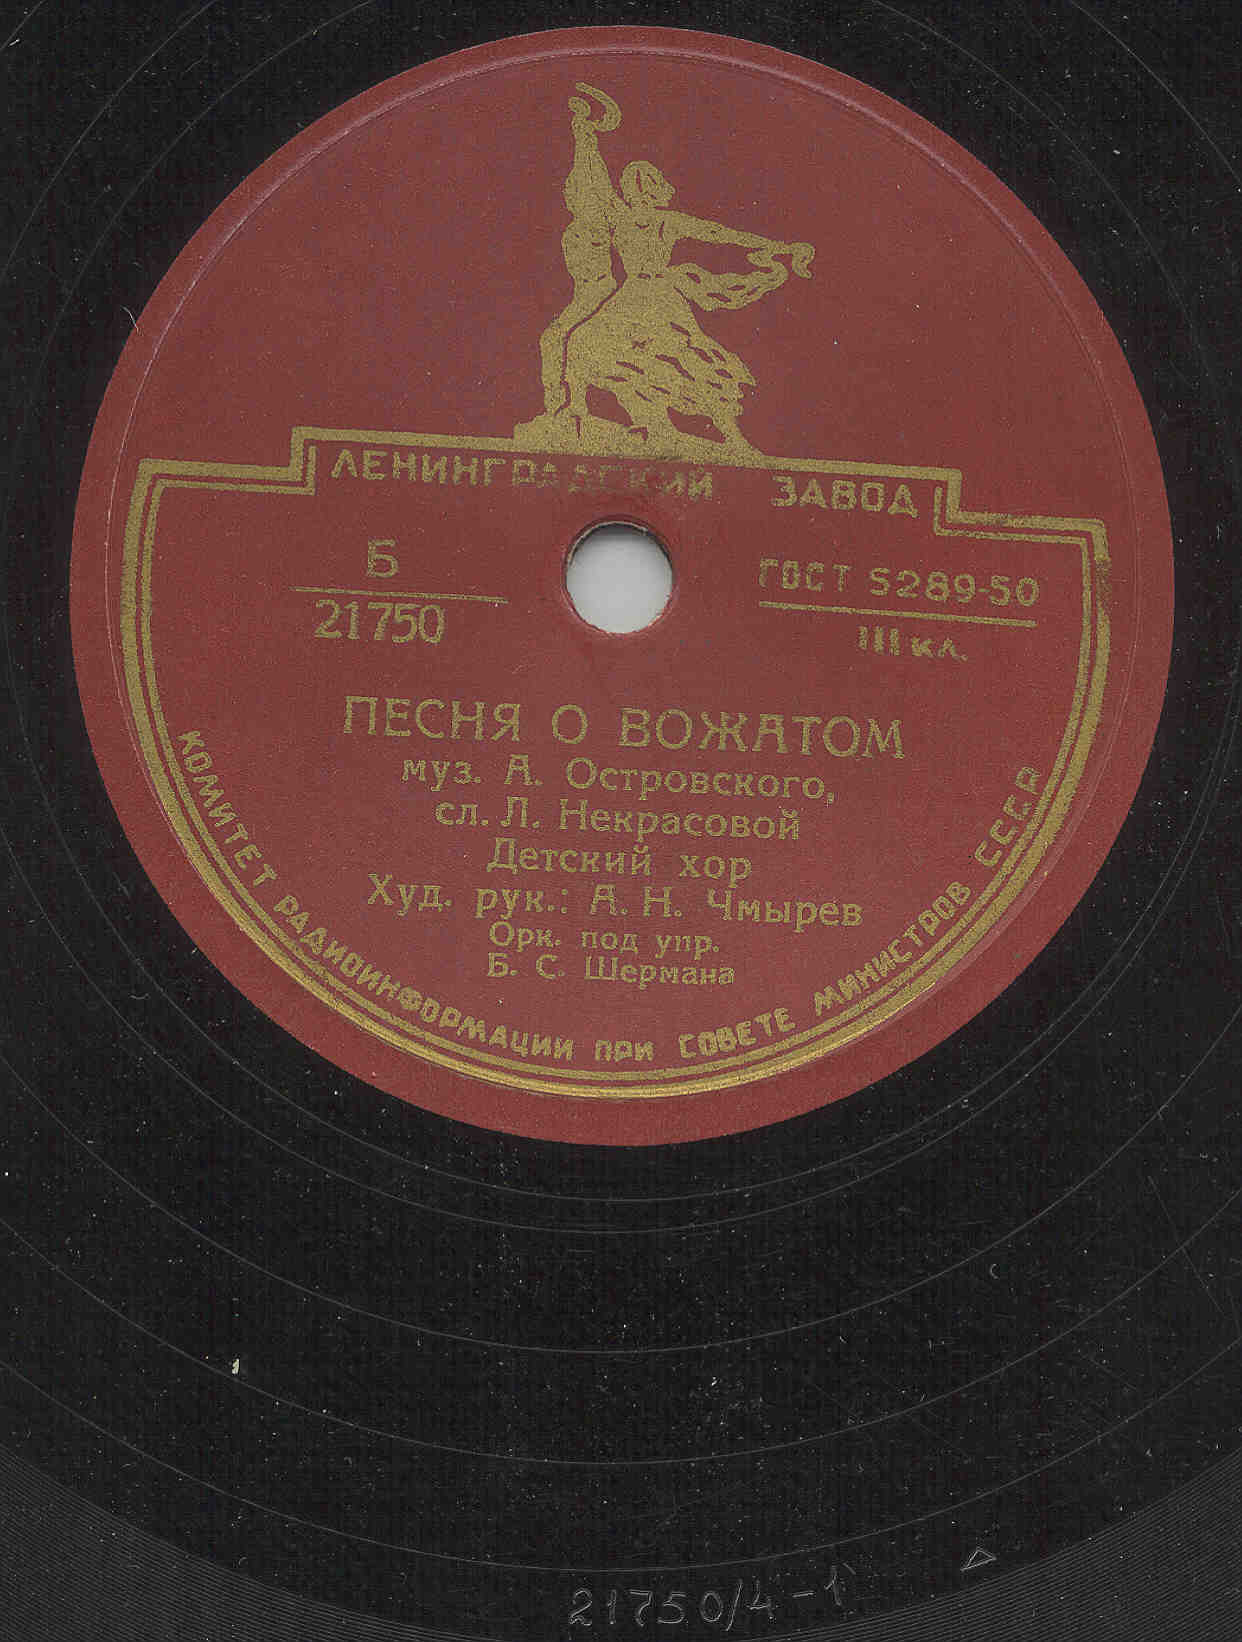 ЛЕНИНГРАДСКИЙ ЗАВОД
Б
21750
ГОСТ 5289-50
III кл.
ПЕСНЯ О ВОЖАТОМ
муз. А. Островского,
сл. Л. Некрасовой
Детский хор
Худ. рук.: А. Н. Чмырев
Орк. под упр.
Б. С. Шермана
КОМИТЕТ РАДИОИНФОРМАЦИИ ПРИ СОВЕТЕ МИНИСТРОВ СССР
21750/4-1